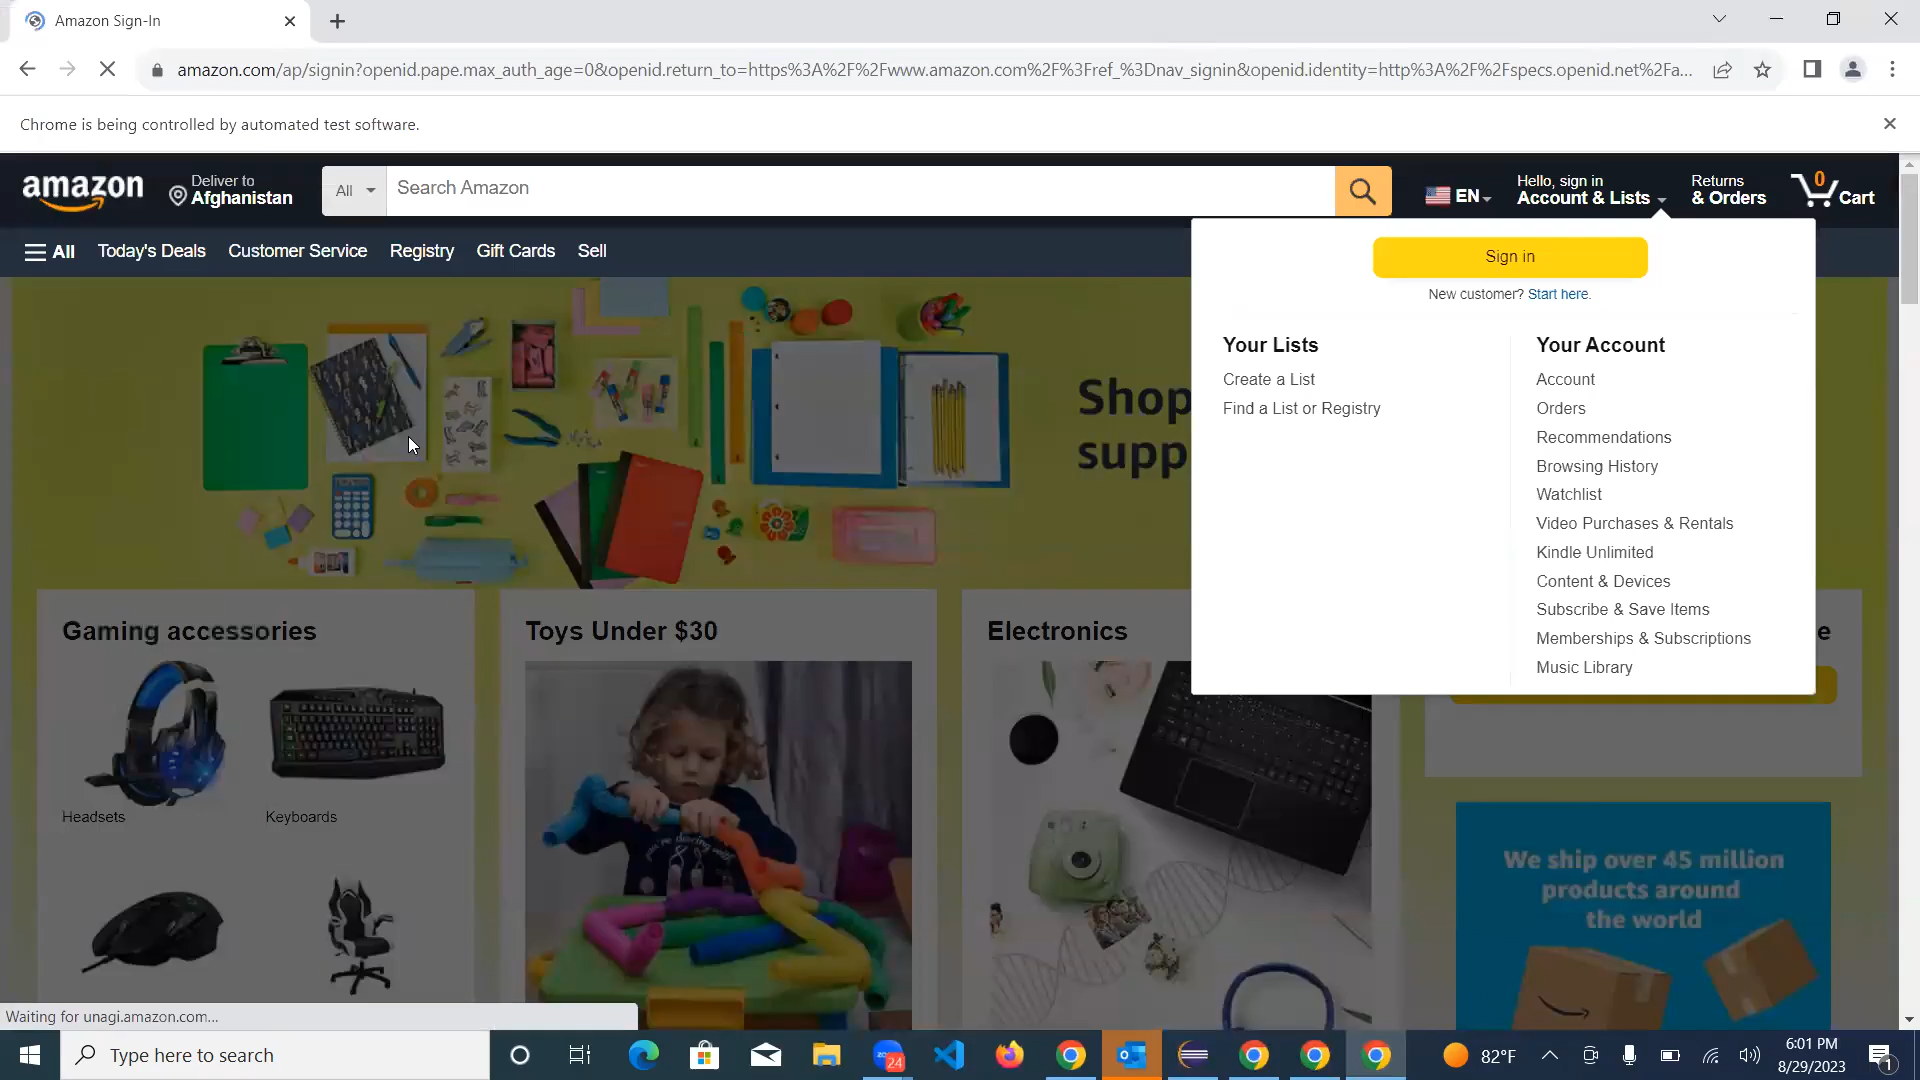 Amazon Sign-In
amazon.com/ap/signin?openid.pape.max_auth_age=0&openid.return_to=https%3A%2F%2Fwww.amazon.com%2F%3Fref_%3Dnav_signin&openid.identity=http%3A%2F%2Fspecs.openid.net%2Fa...
Chrome is being controlled by automated test software.
amazon
Deliver to
Afghanistan
All
Search Amazon
EN
Hello, sign in
Account & Lists
Returns
& Orders
0
Cart
All
Today's Deals
Customer Service
Registry
Gift Cards
Sell
Sign in
New customer? Start here.
Your Lists
Create a List
Find a List or Registry
Your Account
Account
Orders
Recommendations
Browsing History
Watchlist
Video Purchases & Rentals
Kindle Unlimited
Content & Devices
Subscribe & Save Items
Memberships & Subscriptions
Music Library
Shop
supp
Gaming accessories
Headsets
Keyboards
Toys Under $30
Electronics
e
We ship over 45 million
products around
the world
Waiting for unagi.amazon.com...
Type here to search
24
82°F
6:01 PM
8/29/2023
1